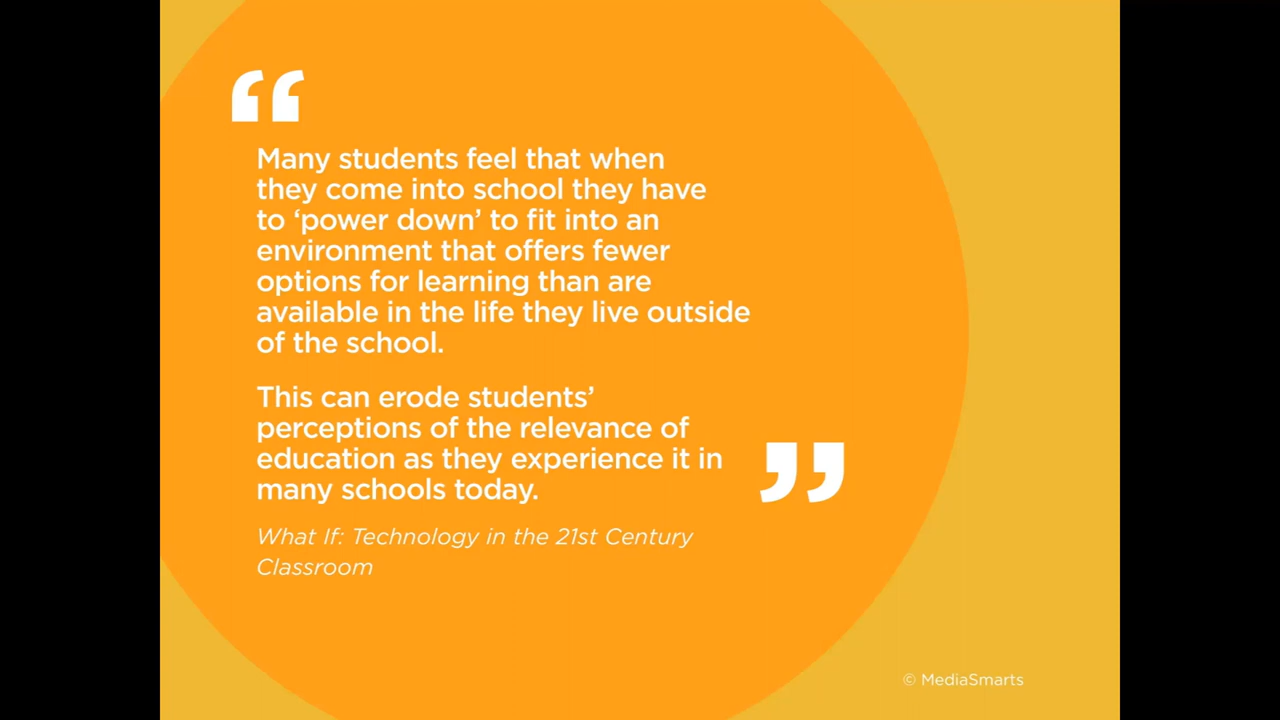 “
Many students feel that when
they come into school they have
to ‘power down’ to fit into an
environment that offers fewer
options for learning than are
available in the life they live outside
of the school.
This can erode students’
perceptions of the relevance of
education as they experience it in
many schools today.
”
What If: Technology in the 21st Century
Classroom
© MediaSmarts